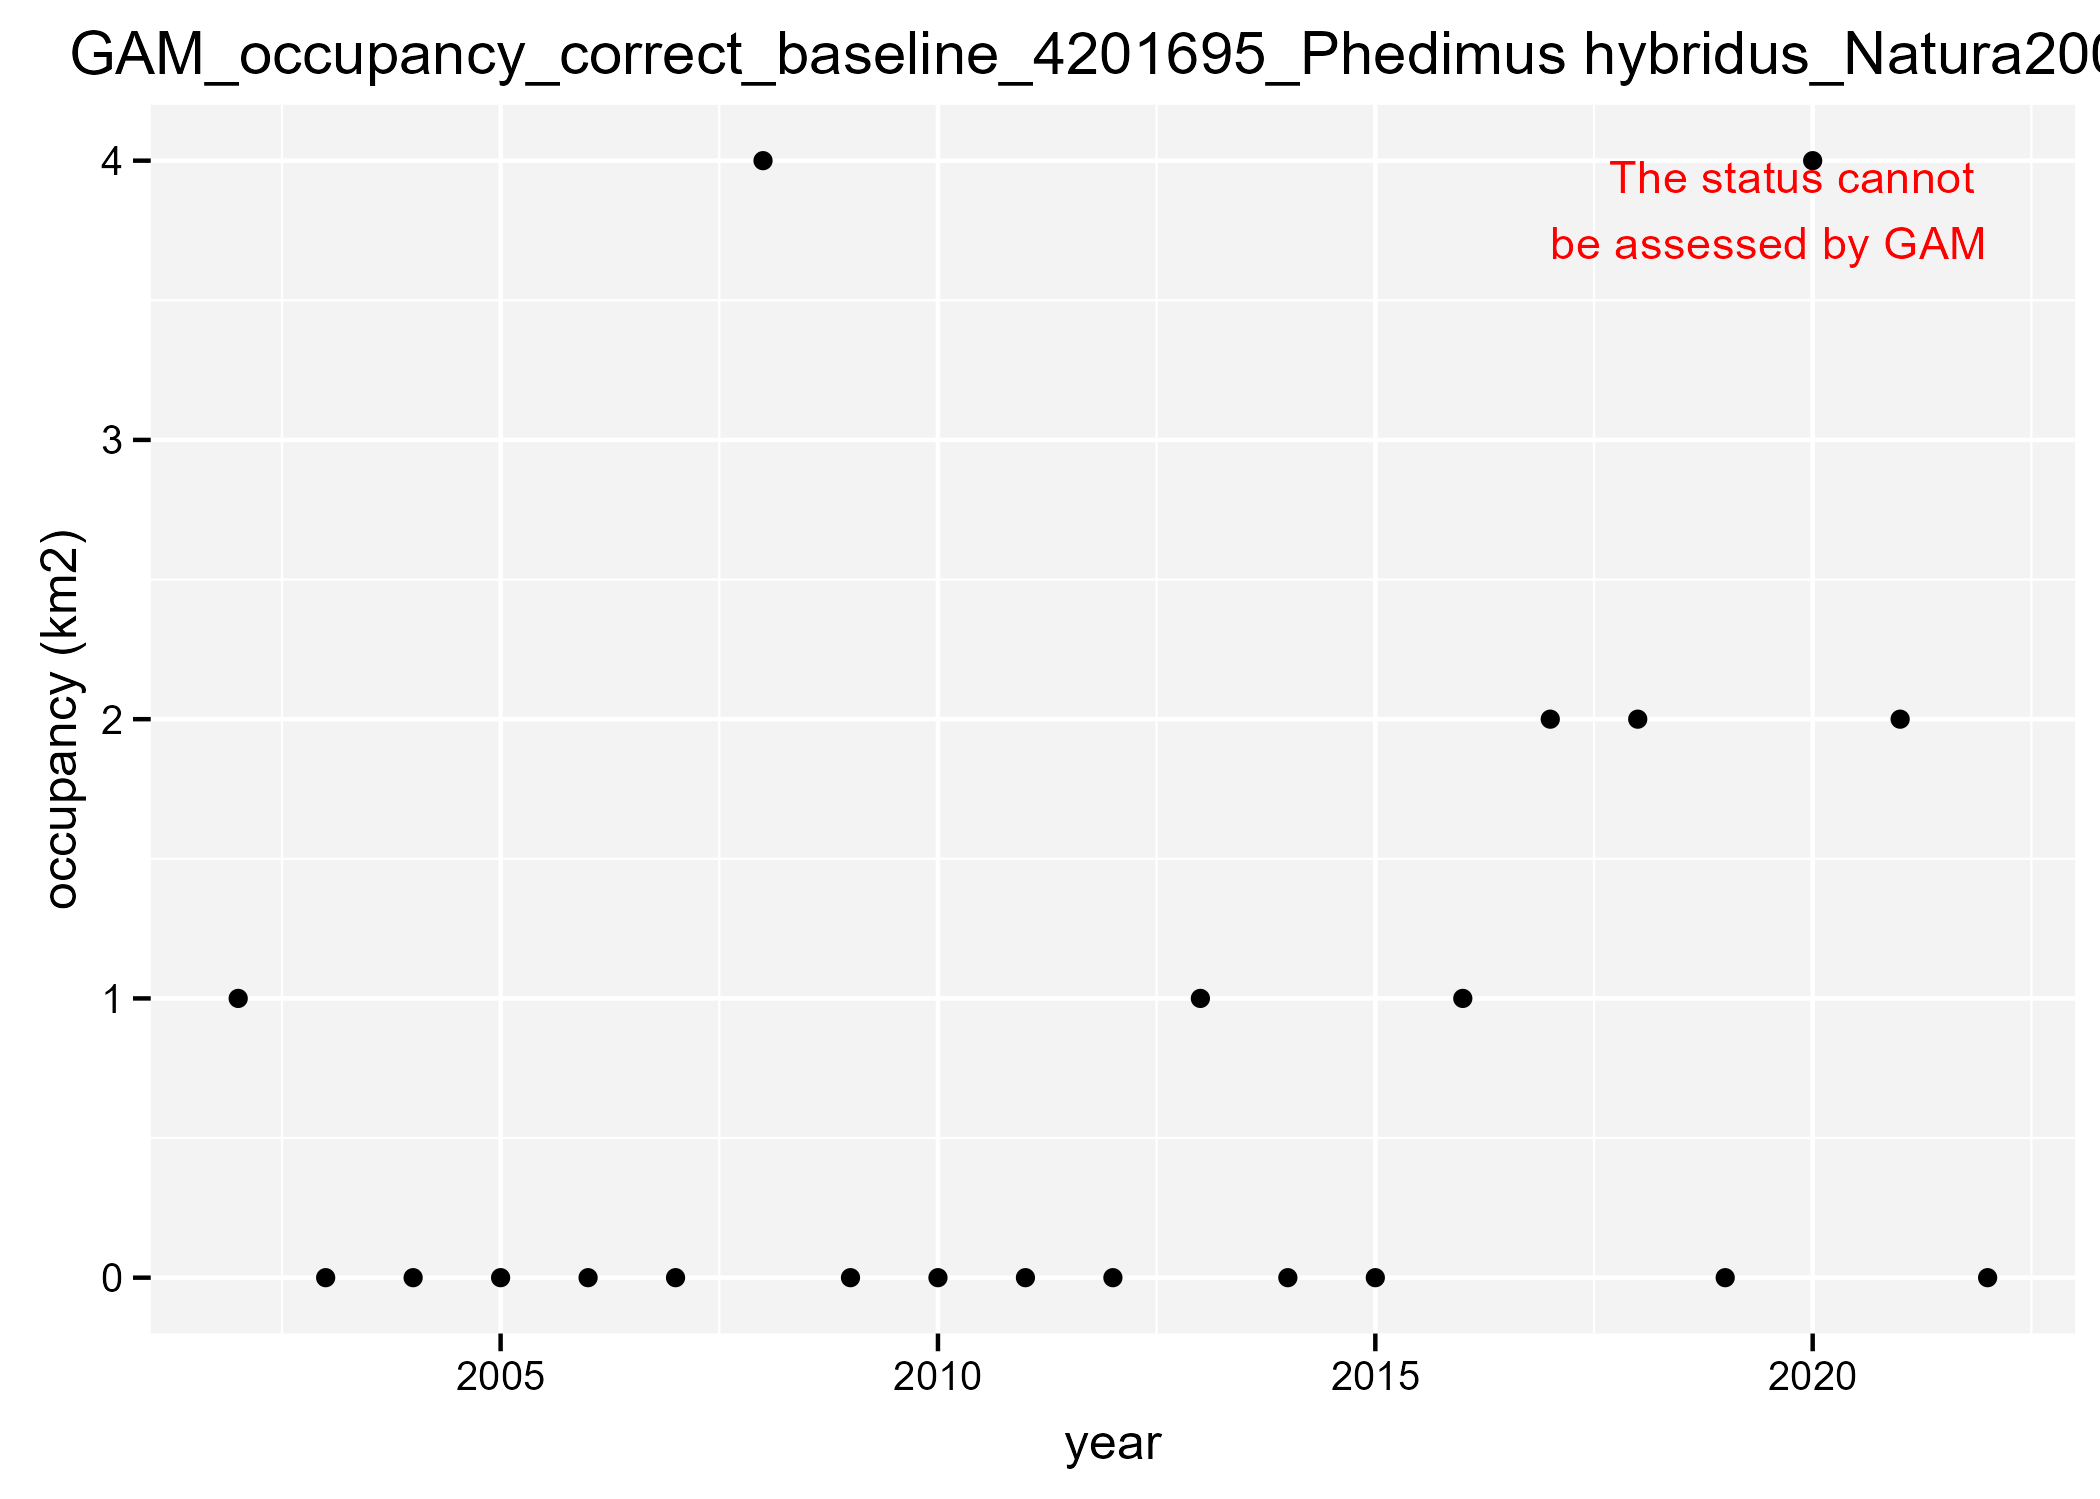 GAM_occupancy_correct_baseline_4201695_Phedimus hybridus_Natura200
4
The status cannot
be assessed by GAM
3
occupancy (km2)
2
1
0
2005 2010 2015 2020
year